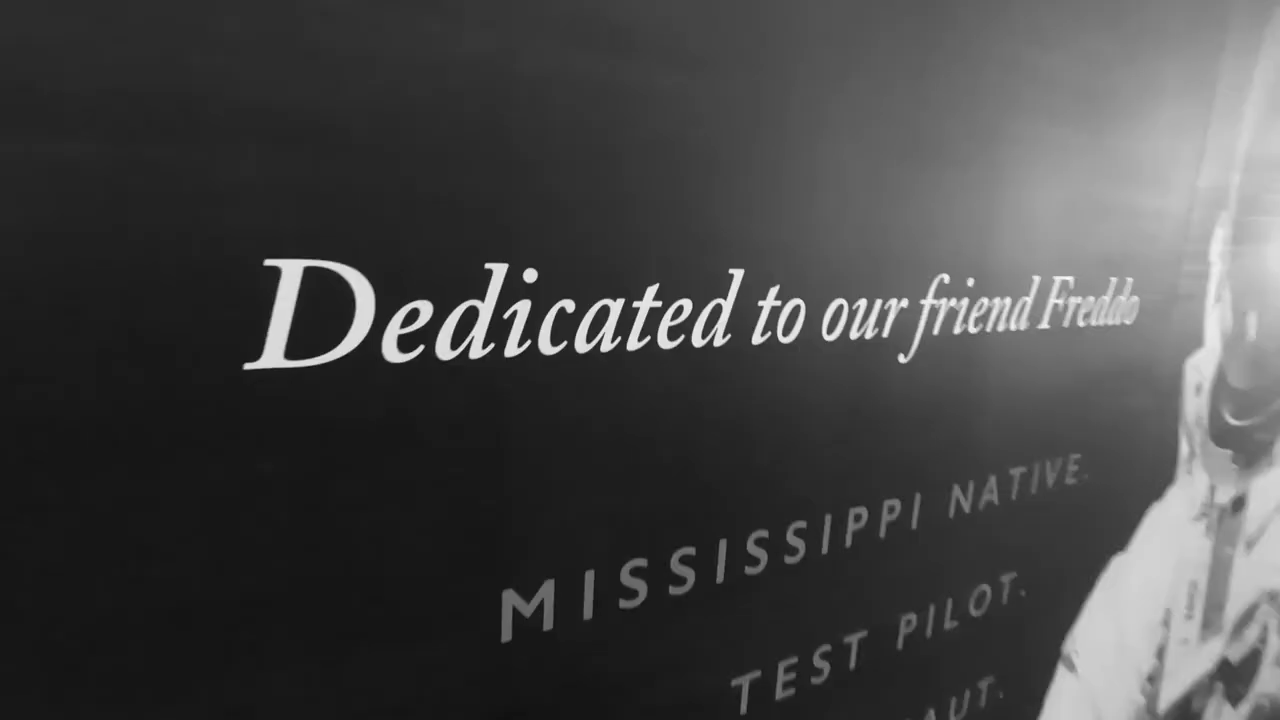 Dedicated to our friend Freddo
MISSISSIPPI NATIVE.
TEST PILOT.